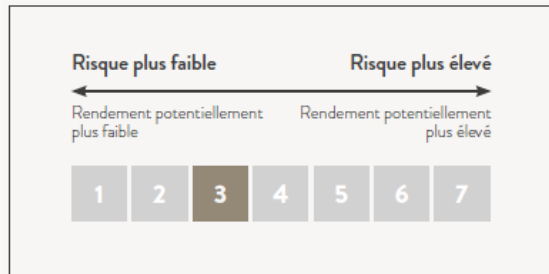 Risque plus faible Risque plus élevé
Rendement potentiellement Rendement potentiellement
plus faible plus élevé
1 2 3 4 5 6 7